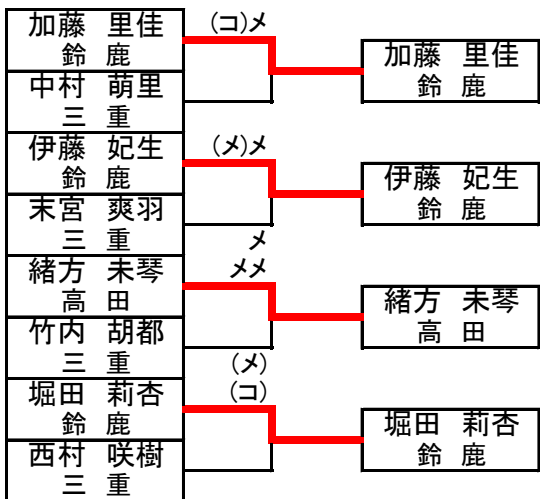 加藤 里佳
鈴 鹿
中村 萌里
三 重
伊藤 妃生
鈴 鹿
末宮 爽羽
三 重
緒方 未琴
高 田
竹内 胡都
三 重
堀田 莉杏
鈴 鹿
西村 咲樹
三 重
(コ)メ
(メ)メ
メ
メメ
(メ)
(コ)
加藤 里佳
鈴 鹿
伊藤 妃生
鈴 鹿
緒方 未琴
高 田
堀田 莉杏
鈴 鹿